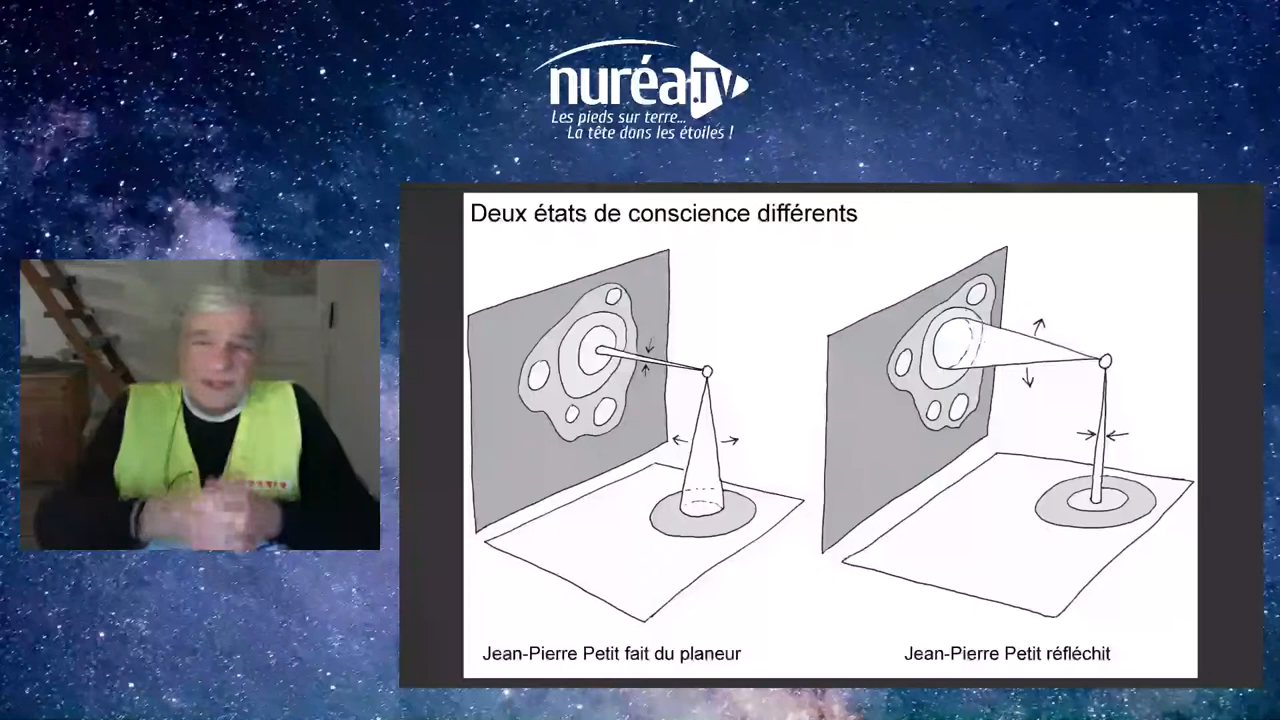 nuréa.TV
Les pieds sur terre...
La tête dans les étoiles !
Deux états de conscience différents
Jean-Pierre Petit fait du planeur
Jean-Pierre Petit réfléchit